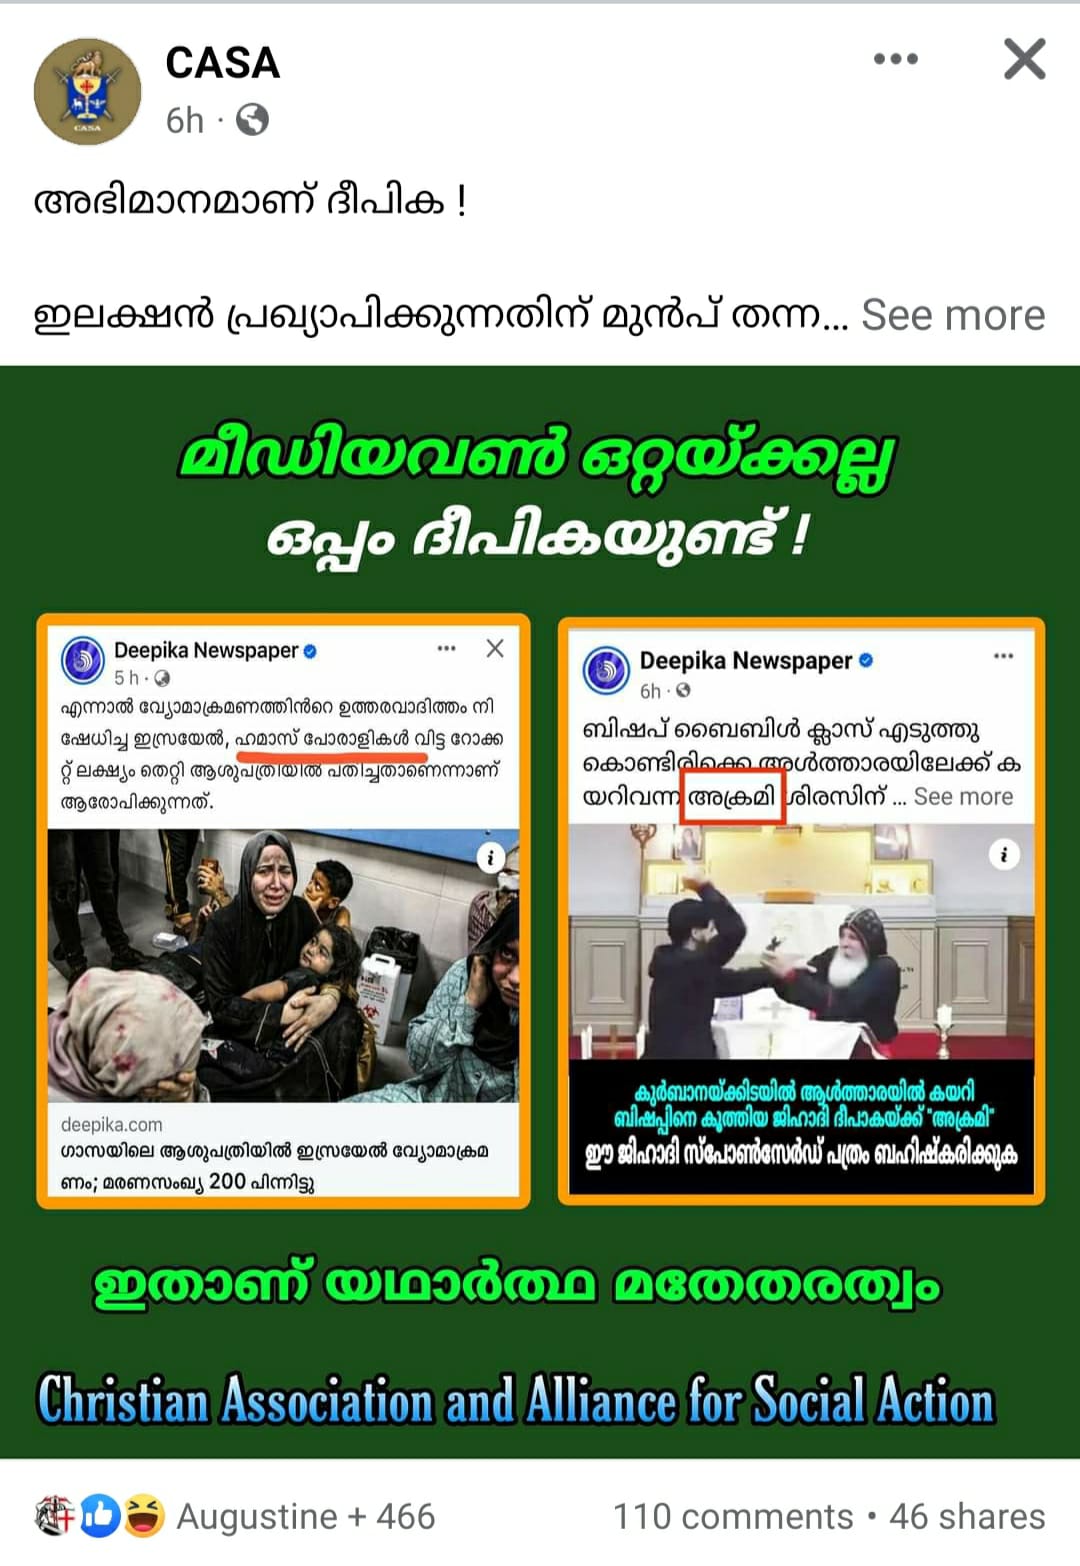 CASA
6h ·
അഭിമാനമാണ് ദീപിക !
ഇലക്ഷൻ പ്രഖ്യാപിക്കുന്നതിന് മുൻപ് തന്ന... See more
മീഡിയവൺ ഒറ്റയ്ക്കല്ല
ഒപ്പം ദീപികയുണ്ട് !
Deepika Newspaper
5 h ·
എന്നാൽ വ്യോമാക്രമണത്തിൻറെ ഉത്തരവാദിത്തം നി
ഷേധിച്ച ഇസ്രയേൽ, ഹമാസ് പോരാളികൾ വിട്ട റോക്ക
റ്റ് ലക്ഷ്യം തെറ്റി ആശുപത്രിയിൽ പതിച്ചതാണെന്നാണ്
ആരോപിക്കുന്നത്.
deepika.com
ഗാസയിലെ ആശുപത്രിയിൽ ഇസ്രയേൽ വ്യോമാക്രമ
ണം; മരണസംഖ്യ 200 പിന്നിട്ടു
Deepika Newspaper
6h ·
ബിഷപ് ബൈബിൾ ക്ലാസ് എടുത്തു
കൊണ്ടിരിക്കെ അൾത്താരയിലേക്ക് ക
യറിവന്ന അക്രമി ശിരസിന് ... See more
കുർബാനയ്ക്കിടയിൽ ആൾത്താരയിൽ കയറി
ബിഷപ്പിനെ കുത്തിയ ജിഹാദി ദീപാകയ്ക്ക് "അക്രമി"
ഈ ജിഹാദി സ്പോൺസേർഡ് പത്രം ബഹിഷ്കരിക്കുക
ഇതാണ് യഥാർത്ഥ മതേതരത്വം
Christian Association and Alliance for Social Action
Augustine + 466
110 comments • 46 shares